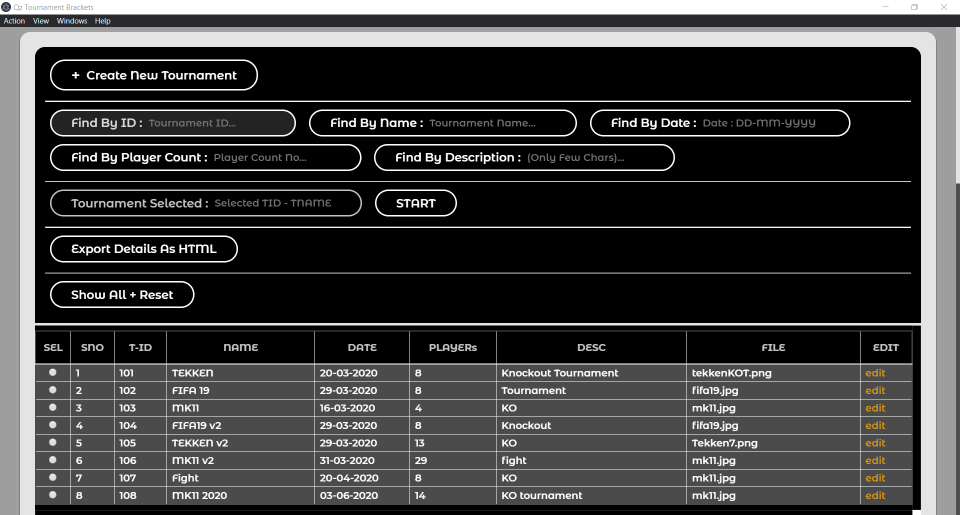 Qz Tournament Brackets
Action View Windows Help
+ Create New Tournament
Find By ID : Tournament ID... Find By Name : Tournament Name... Find By Date : Date : DD-MM-YYYY
Find By Player Count : Player Count No... Find By Description : (Only Few Chars)...
Tournament Selected : Selected TID - TNAME START
Export Details As HTML
Show All + Reset
SEL SNO T-ID NAME DATE PLAYERs DESC FILE EDIT
1 101 TEKKEN 20-03-2020 8 Knockout Tournament tekkenKOT.png edit
2 102 FIFA 19 29-03-2020 8 Tournament fifa19.jpg edit
3 103 MK11 16-03-2020 4 KO mk11.jpg edit
4 104 FIFA19 v2 29-03-2020 8 Knockout fifa19.jpg edit
5 105 TEKKEN v2 29-03-2020 13 KO Tekken7.png edit
6 106 MK11 v2 31-03-2020 29 fight mk11.jpg edit
7 107 Fight 20-04-2020 8 KO mk11.jpg edit
8 108 MK11 2020 03-06-2020 14 KO tournament mk11.jpg edit